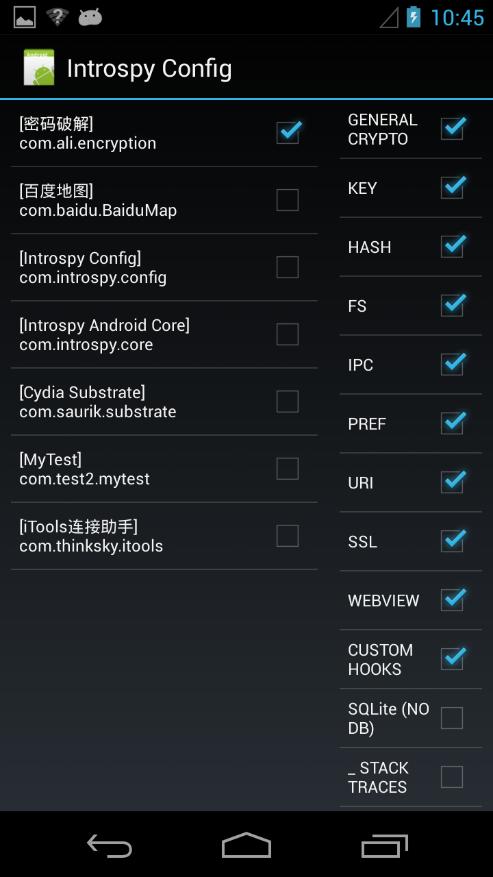 10:45
Introspy Config
[密码破解]
com.ali.encryption
[百度地图]
com.baidu.BaiduMap
[Introspy Config]
com.introspy.config
[Introspy Android Core]
com.introspy.core
[Cydia Substrate]
com.saurik.substrate
[MyTest]
com.test2.mytest
[iTools连接助手]
com.thinksky.itools
GENERAL
CRYPTO
KEY
HASH
FS
IPC
PREF
URI
SSL
WEBVIEW
CUSTOM
HOOKS
SQLite (NO
DB)
_ STACK
TRACES